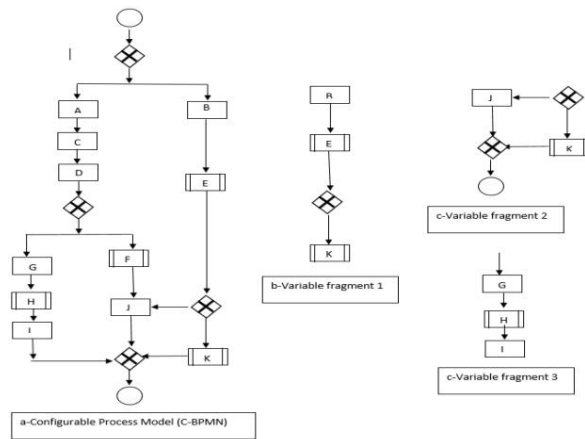 A
B
C
D
E
G
F
H
J
I
K
a-Configurable Process Model (C-BPMN)
B
E
K
b-Variable fragment 1
J
K
c-Variable fragment 2
G
H
I
c-Variable fragment 3